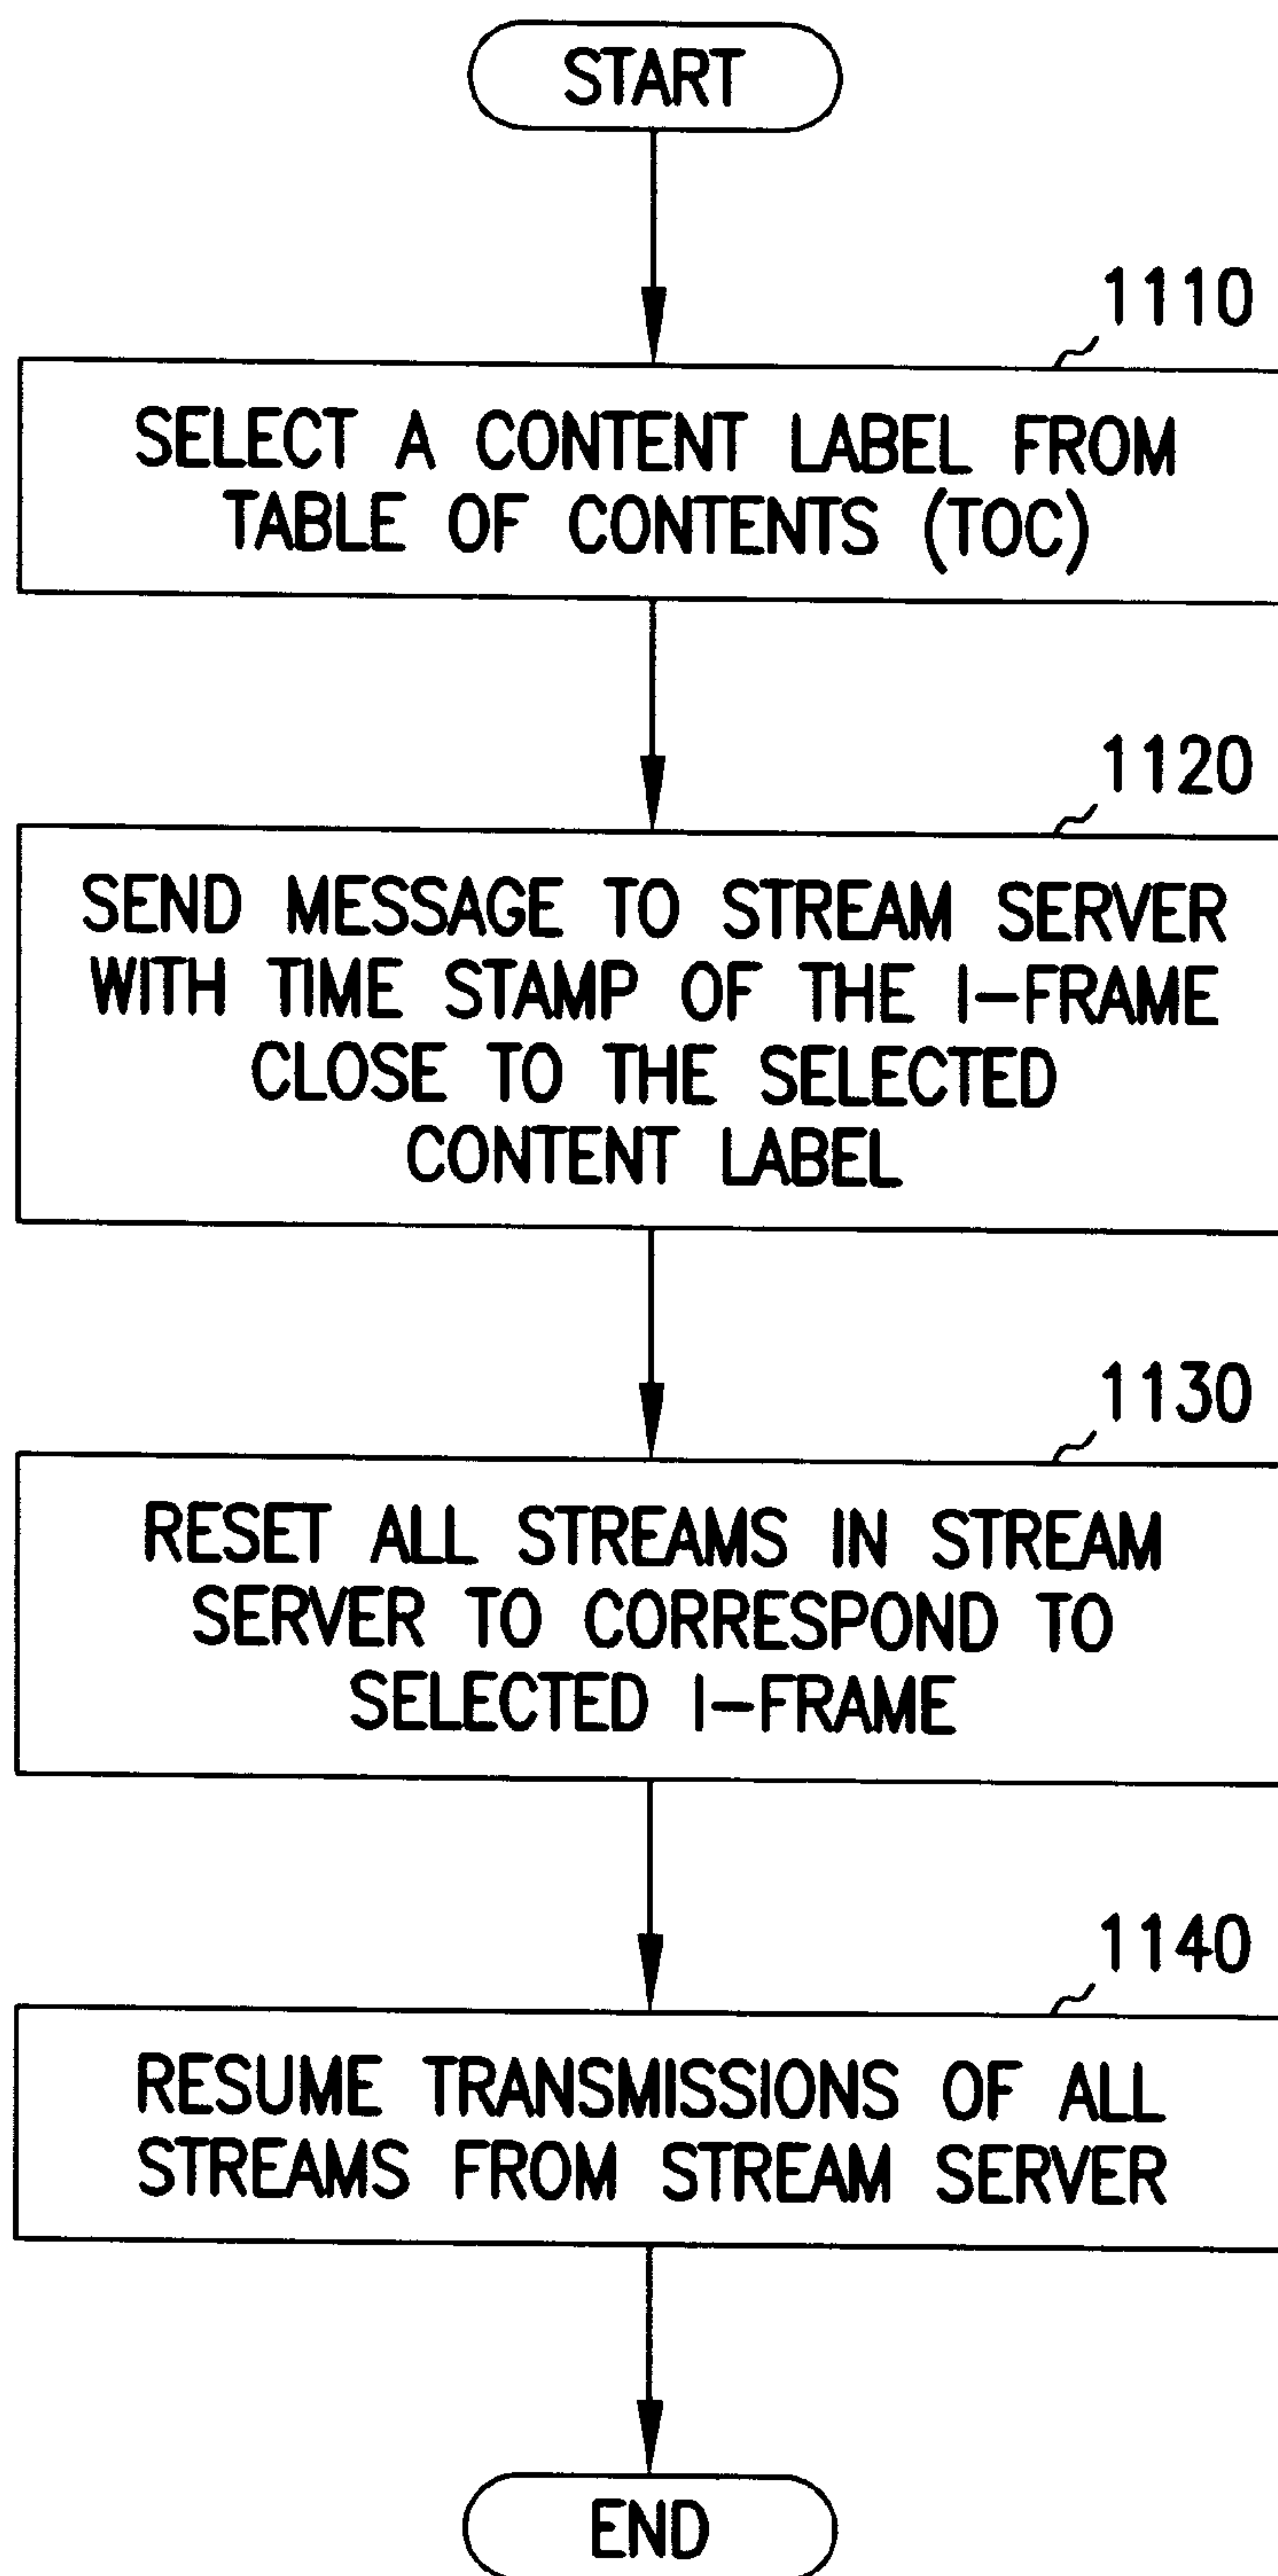 START
1110
SELECT A CONTENT LABEL FROM
TABLE OF CONTENTS (TOC)
1120
SEND MESSAGE TO STREAM SERVER
WITH TIME STAMP OF THE I-FRAME
CLOSE TO THE SELECTED
CONTENT LABEL
1130
RESET ALL STREAMS IN STREAM
SERVER TO CORRESPOND TO
SELECTED I-FRAME
1140
RESUME TRANSMISSIONS OF ALL
STREAMS FROM STREAM SERVER
END